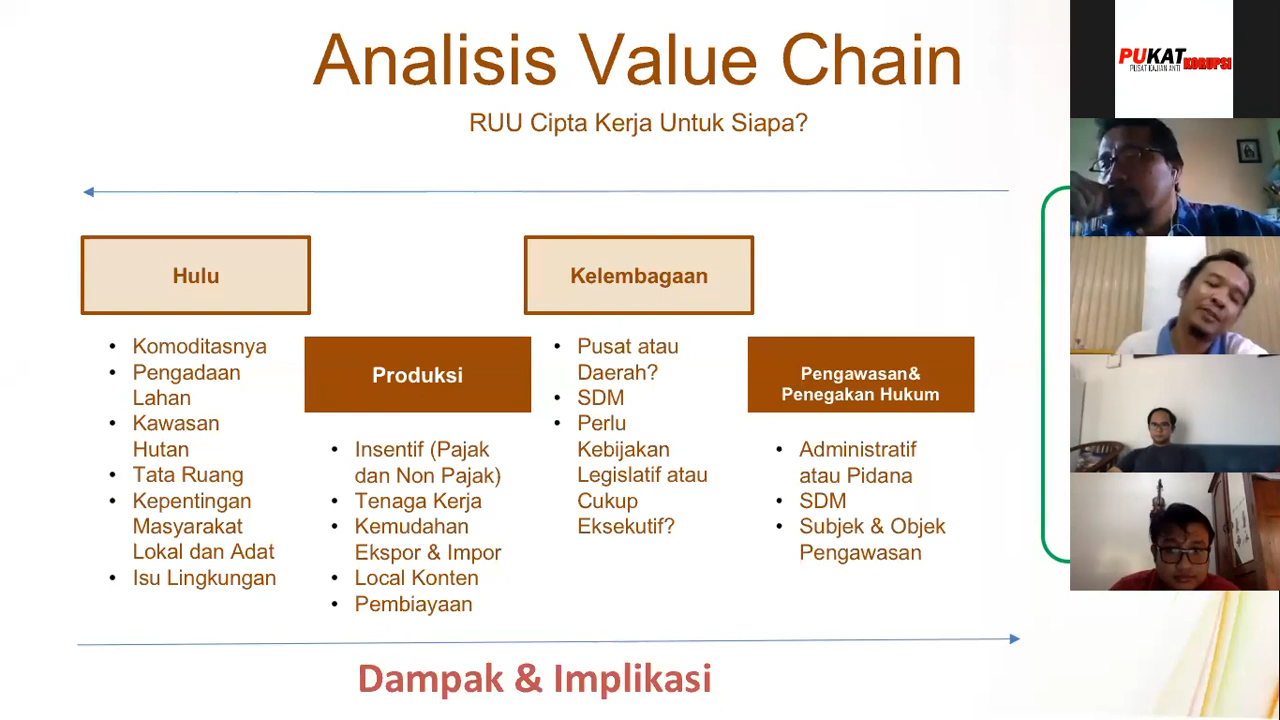 Analisis Value Chain
RUU Cipta Kerja Untuk Siapa?
Hulu
Komoditasnya
Pengadaan
Lahan
Kawasan
Hutan
Tata Ruang
Kepentingan
Masyarakat
Lokal dan Adat
Isu Lingkungan
Produksi
Insentif (Pajak
dan Non Pajak)
Tenaga Kerja
Kemudahan
Ekspor & Impor
Local Konten
Pembiayaan
Kelembagaan
Pusat atau
Daerah?
SDM
Perlu
Kebijakan
Legislatif atau
Cukup
Eksekutif?
Pengawasan&
Penegakan Hukum
Administratif
atau Pidana
SDM
Subjek & Objek
Pengawasan
Dampak & Implikasi
PUKAT
PUSAT KAJIAN ANTI KORUPSI